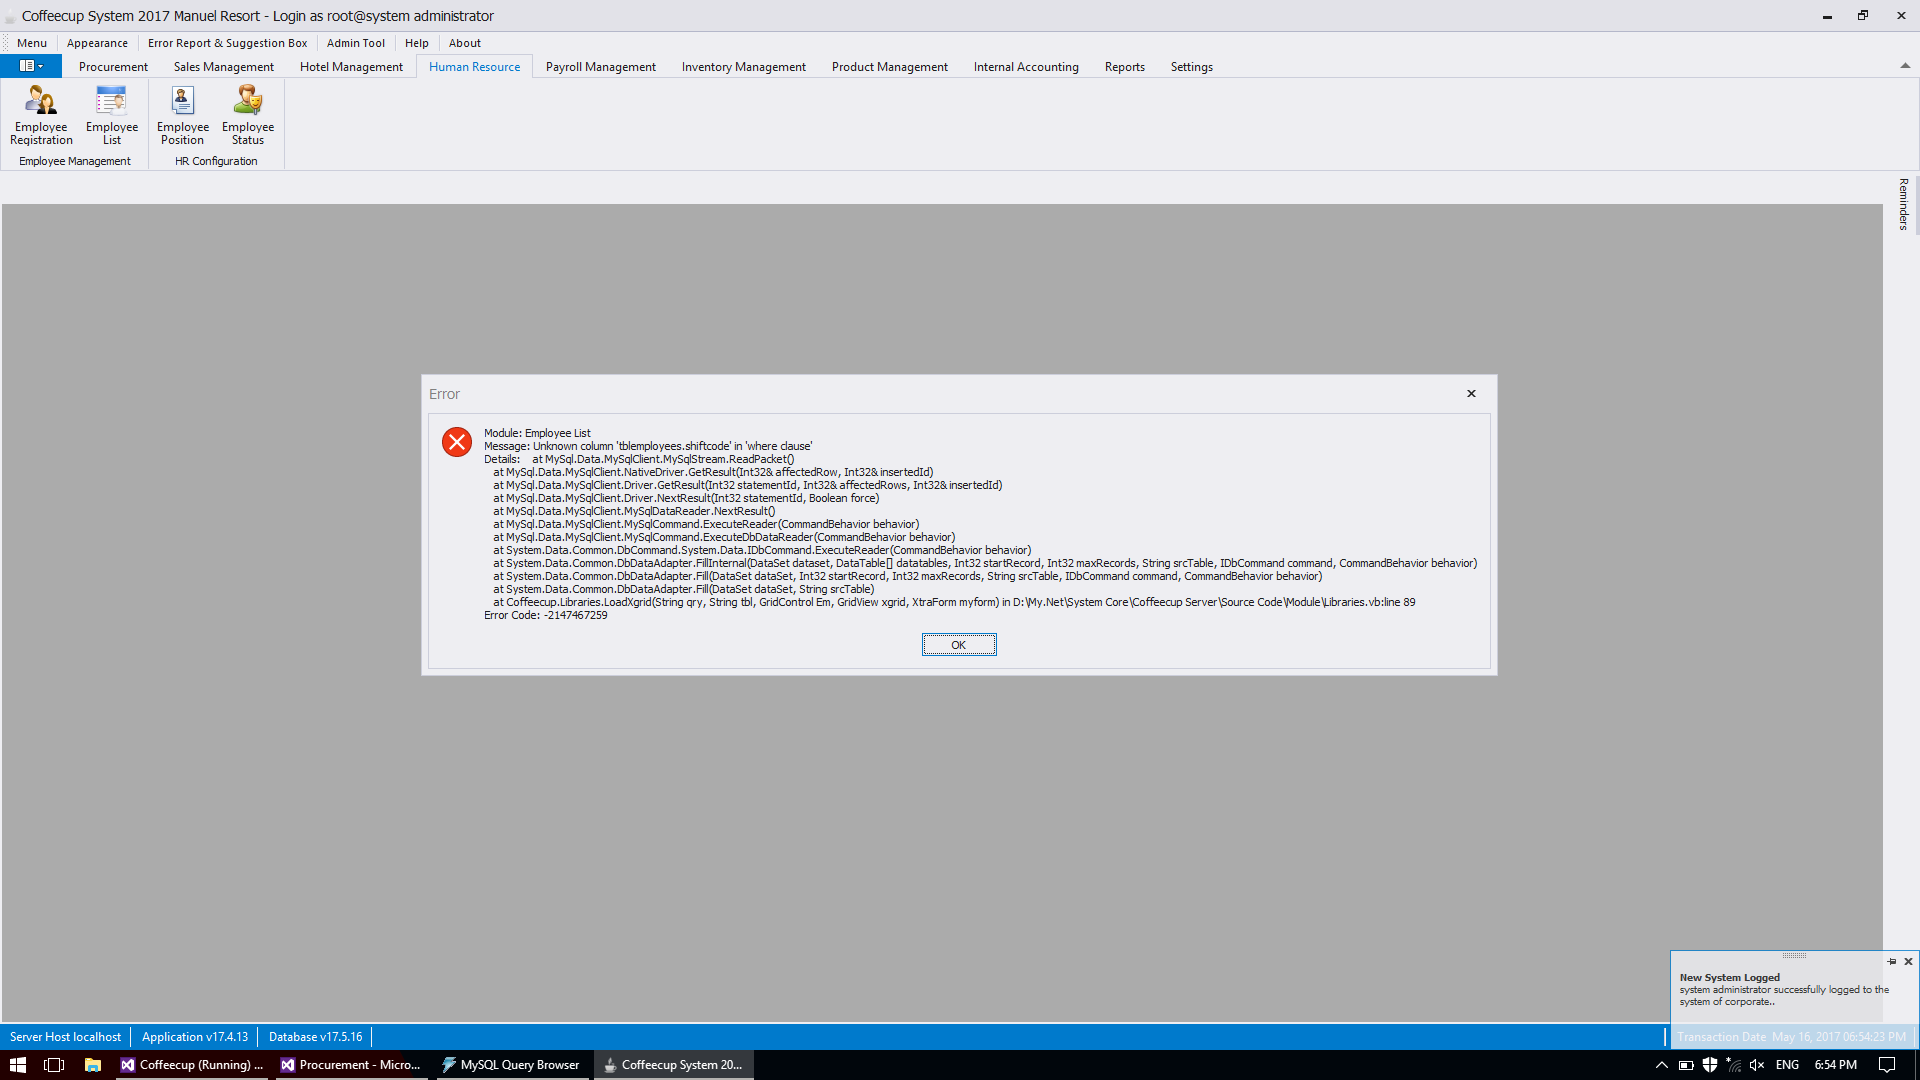 Coffeecup System 2017 Manuel Resort - Login as root@system administrator
Menu Appearance Error Report & Suggestion Box Admin Tool Help About
Procurement Sales Management Hotel Management Human Resource Payroll Management Inventory Management Product Management Internal Accounting Reports Settings
Employee Registration Employee List Employee Position Employee Status
Employee Management HR Configuration
Reminders
Error
Module: Employee List
Message: Unknown column 'tblemployees.shiftcode' in 'where clause'
Details: at MySql.Data.MySqlClient.MySqlStream.ReadPacket()
at MySql.Data.MySqlClient.NativeDriver.GetResult(Int32& affectedRow, Int32& insertedId)
at MySql.Data.MySqlClient.Driver.GetResult(Int32 statementId, Int32& affectedRows, Int32& insertedId)
at MySql.Data.MySqlClient.Driver.NextResult(Int32 statementId, Boolean force)
at MySql.Data.MySqlClient.MySqlDataReader.NextResult()
at MySql.Data.MySqlClient.MySqlCommand.ExecuteReader(CommandBehavior behavior)
at MySql.Data.MySqlClient.MySqlCommand.ExecuteDbDataReader(CommandBehavior behavior)
at System.Data.Common.DbCommand.System.Data.IDbCommand.ExecuteReader(CommandBehavior behavior)
at System.Data.Common.DbDataAdapter.FillInternal(DataSet dataset, DataTable[] datatables, Int32 startRecord, Int32 maxRecords, String srcTable, IDbCommand command, CommandBehavior behavior)
at System.Data.Common.DbDataAdapter.Fill(DataSet dataSet, Int32 startRecord, Int32 maxRecords, String srcTable, IDbCommand command, CommandBehavior behavior)
at System.Data.Common.DbDataAdapter.Fill(DataSet dataSet, String srcTable)
at Coffeecup.Libraries.LoadXgrid(String qry, String tbl, GridControl Em, GridView xgrid, XtraForm myform) in D:\My.Net\System Core\Coffeecup Server\Source Code\Module\Libraries.vb:line 89
Error Code: -2147467259
OK
New System Logged
system administrator successfully logged to the
system of corporate..
Server Host localhost Application v17.4.13 Database v17.5.16 Transaction Date May 16, 2017 06:54:23 PM
Coffeecup (Running) ... Procurement - Micro... MySQL Query Browser Coffeecup System 20... ENG 6:54 PM